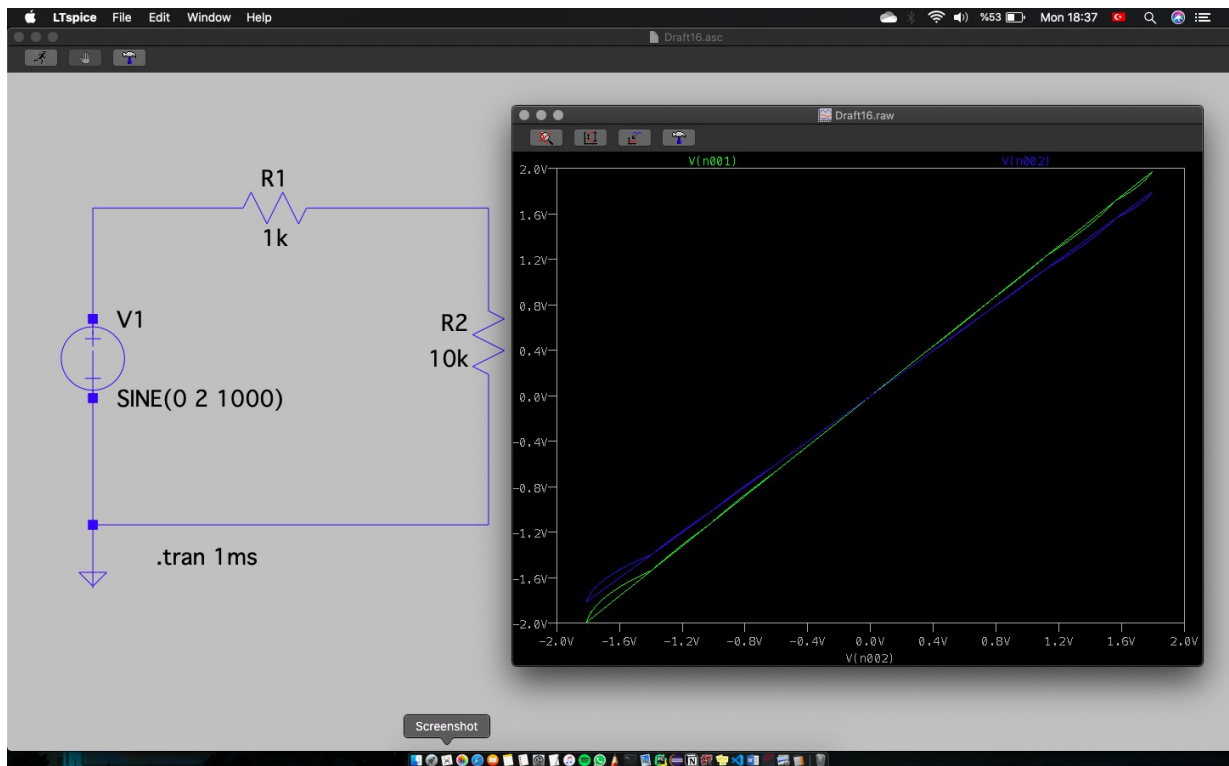 LTspice File Edit Window Help %53 Mon 18:37
Draft16.asc
R1
1k
V1
SINE(0 2 1000)
R2
10k
.tran 1ms
Draft16.raw
V(n001) V(n002)
2.0V
1.6V
1.2V
0.8V
0.4V
0.0V
-0.4V
-0.8V
-1.2V
-1.6V
-2.0V
-2.0V -1.6V -1.2V -0.8V -0.4V 0.0V 0.4V 0.8V 1.2V 1.6V 2.0V
V(n002)
Screenshot